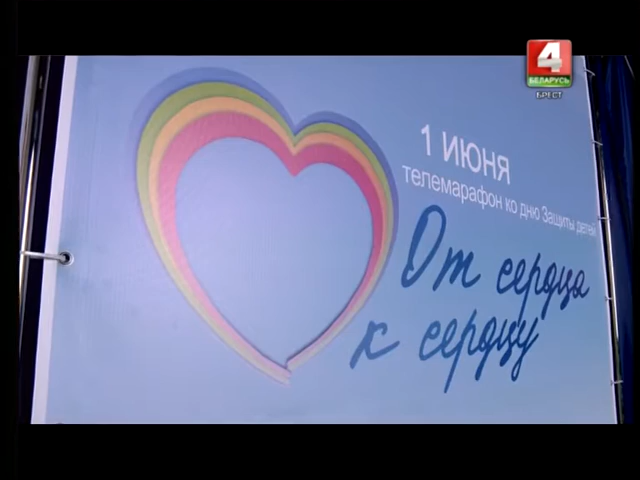 4
БЕЛАРУСЬ
БРЕСТ
1 ИЮНЯ
телемарафон ко дню Защиты детей
От сердца
к сердцу